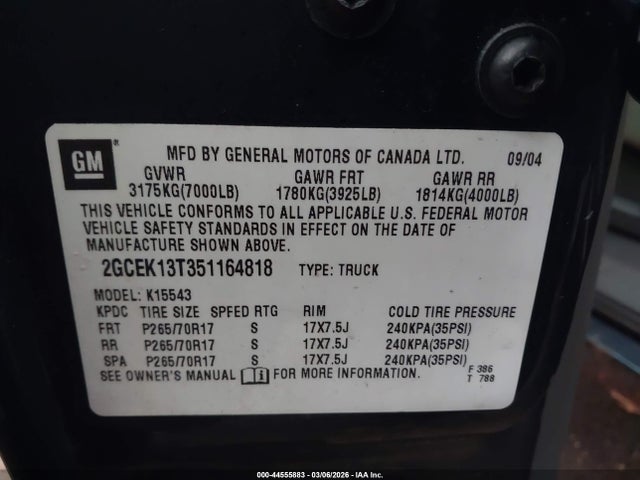 GM ®
MFD BY GENERAL MOTORS OF CANADA LTD. 09/04
GVWR GAWR FRT GAWR RR
3175KG(7000LB) 1780KG(3925LB) 1814KG(4000LB)
THIS VEHICLE CONFORMS TO ALL APPLICABLE U.S. FEDERAL MOTOR
VEHICLE SAFETY STANDARDS IN EFFECT ON THE DATE OF
MANUFACTURE SHOWN ABOVE.
2GCEK13T351164818 TYPE: TRUCK
MODEL: K15543
KPDC TIRE SIZE SPEED RTG RIM COLD TIRE PRESSURE
FRT P265/70R17 S 17X7.5J 240KPA(35PSI)
RR P265/70R17 S 17X7.5J 240KPA(35PSI)
SPA P265/70R17 S 17X7.5J 240KPA(35PSI)
SEE OWNER'S MANUAL i FOR MORE INFORMATION.
F 386
T 788
000-44555883 | 03/06/2026 | IAA Inc.